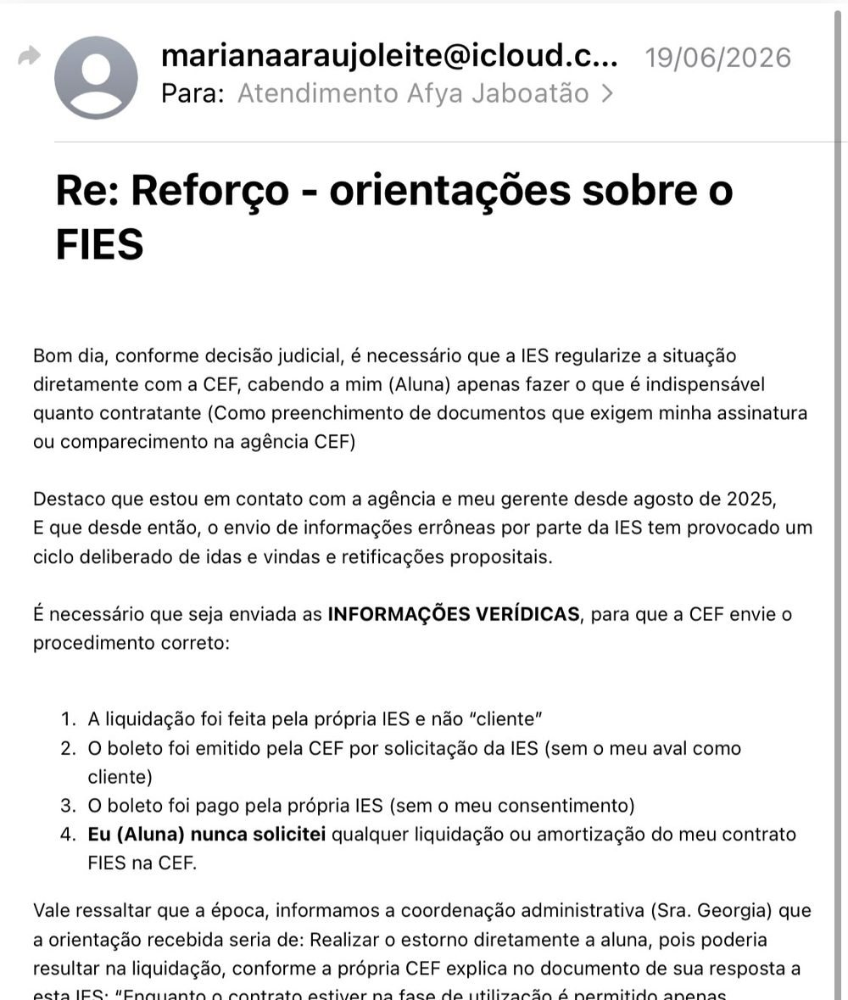 marianaaraujoleite@icloud.c... 19/06/2026
Para: Atendimento Afya Jaboatão >
Re: Reforço - orientações sobre o
FIES
Bom dia, conforme decisão judicial, é necessário que a IES regularize a situação
diretamente com a CEF, cabendo a mim (Aluna) apenas fazer o que é indispensável
quanto contratante (Como preenchimento de documentos que exigem minha assinatura
ou comparecimento na agência CEF)
Destaco que estou em contato com a agência e meu gerente desde agosto de 2025,
E que desde então, o envio de informações errôneas por parte da IES tem provocado um
ciclo deliberado de idas e vindas e retificações propositais.
É necessário que seja enviada as INFORMAÇÕES VERÍDICAS, para que a CEF envie o
procedimento correto:
1. A liquidação foi feita pela própria IES e não “cliente”
2. O boleto foi emitido pela CEF por solicitação da IES (sem o meu aval como
cliente)
3. O boleto foi pago pela própria IES (sem o meu consentimento)
4. Eu (Aluna) nunca solicitei qualquer liquidação ou amortização do meu contrato
FIES na CEF.
Vale ressaltar que a época, informamos a coordenação administrativa (Sra. Georgia) que
a orientação recebida seria de: Realizar o estorno diretamente a aluna, pois poderia
resultar na liquidação, conforme a própria CEF explica no documento de sua resposta a
esta IES: “Enquanto o contrato estiver na fase de utilização é permitido apenas